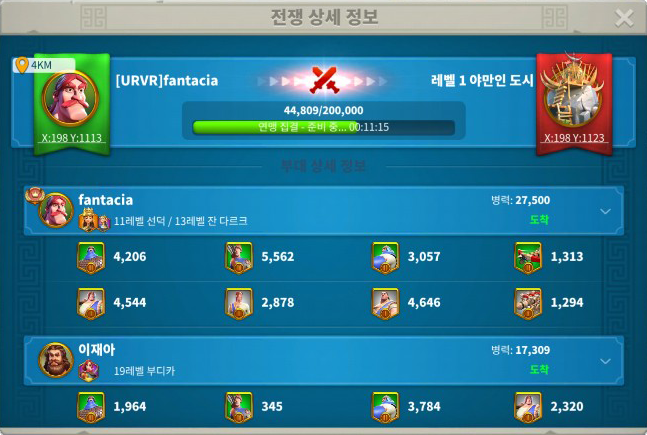 전쟁 상세 정보
4KM
[URVR]fantacia
레벨 1 야만인 도시
44,809/200,000
연맹 집결 - 준비 중... 00:11:15
X:198 Y:1113
X:198 Y:1123
부대 상세 정보
fantacia
병력: 27,500
11레벨 선덕 / 13레벨 잔 다르크
도착
4,206 5,562 3,057 1,313
4,544 2,878 4,646 1,294
이재아
병력: 17,309
19레벨 부디카
도착
1,964 345 3,784 2,320